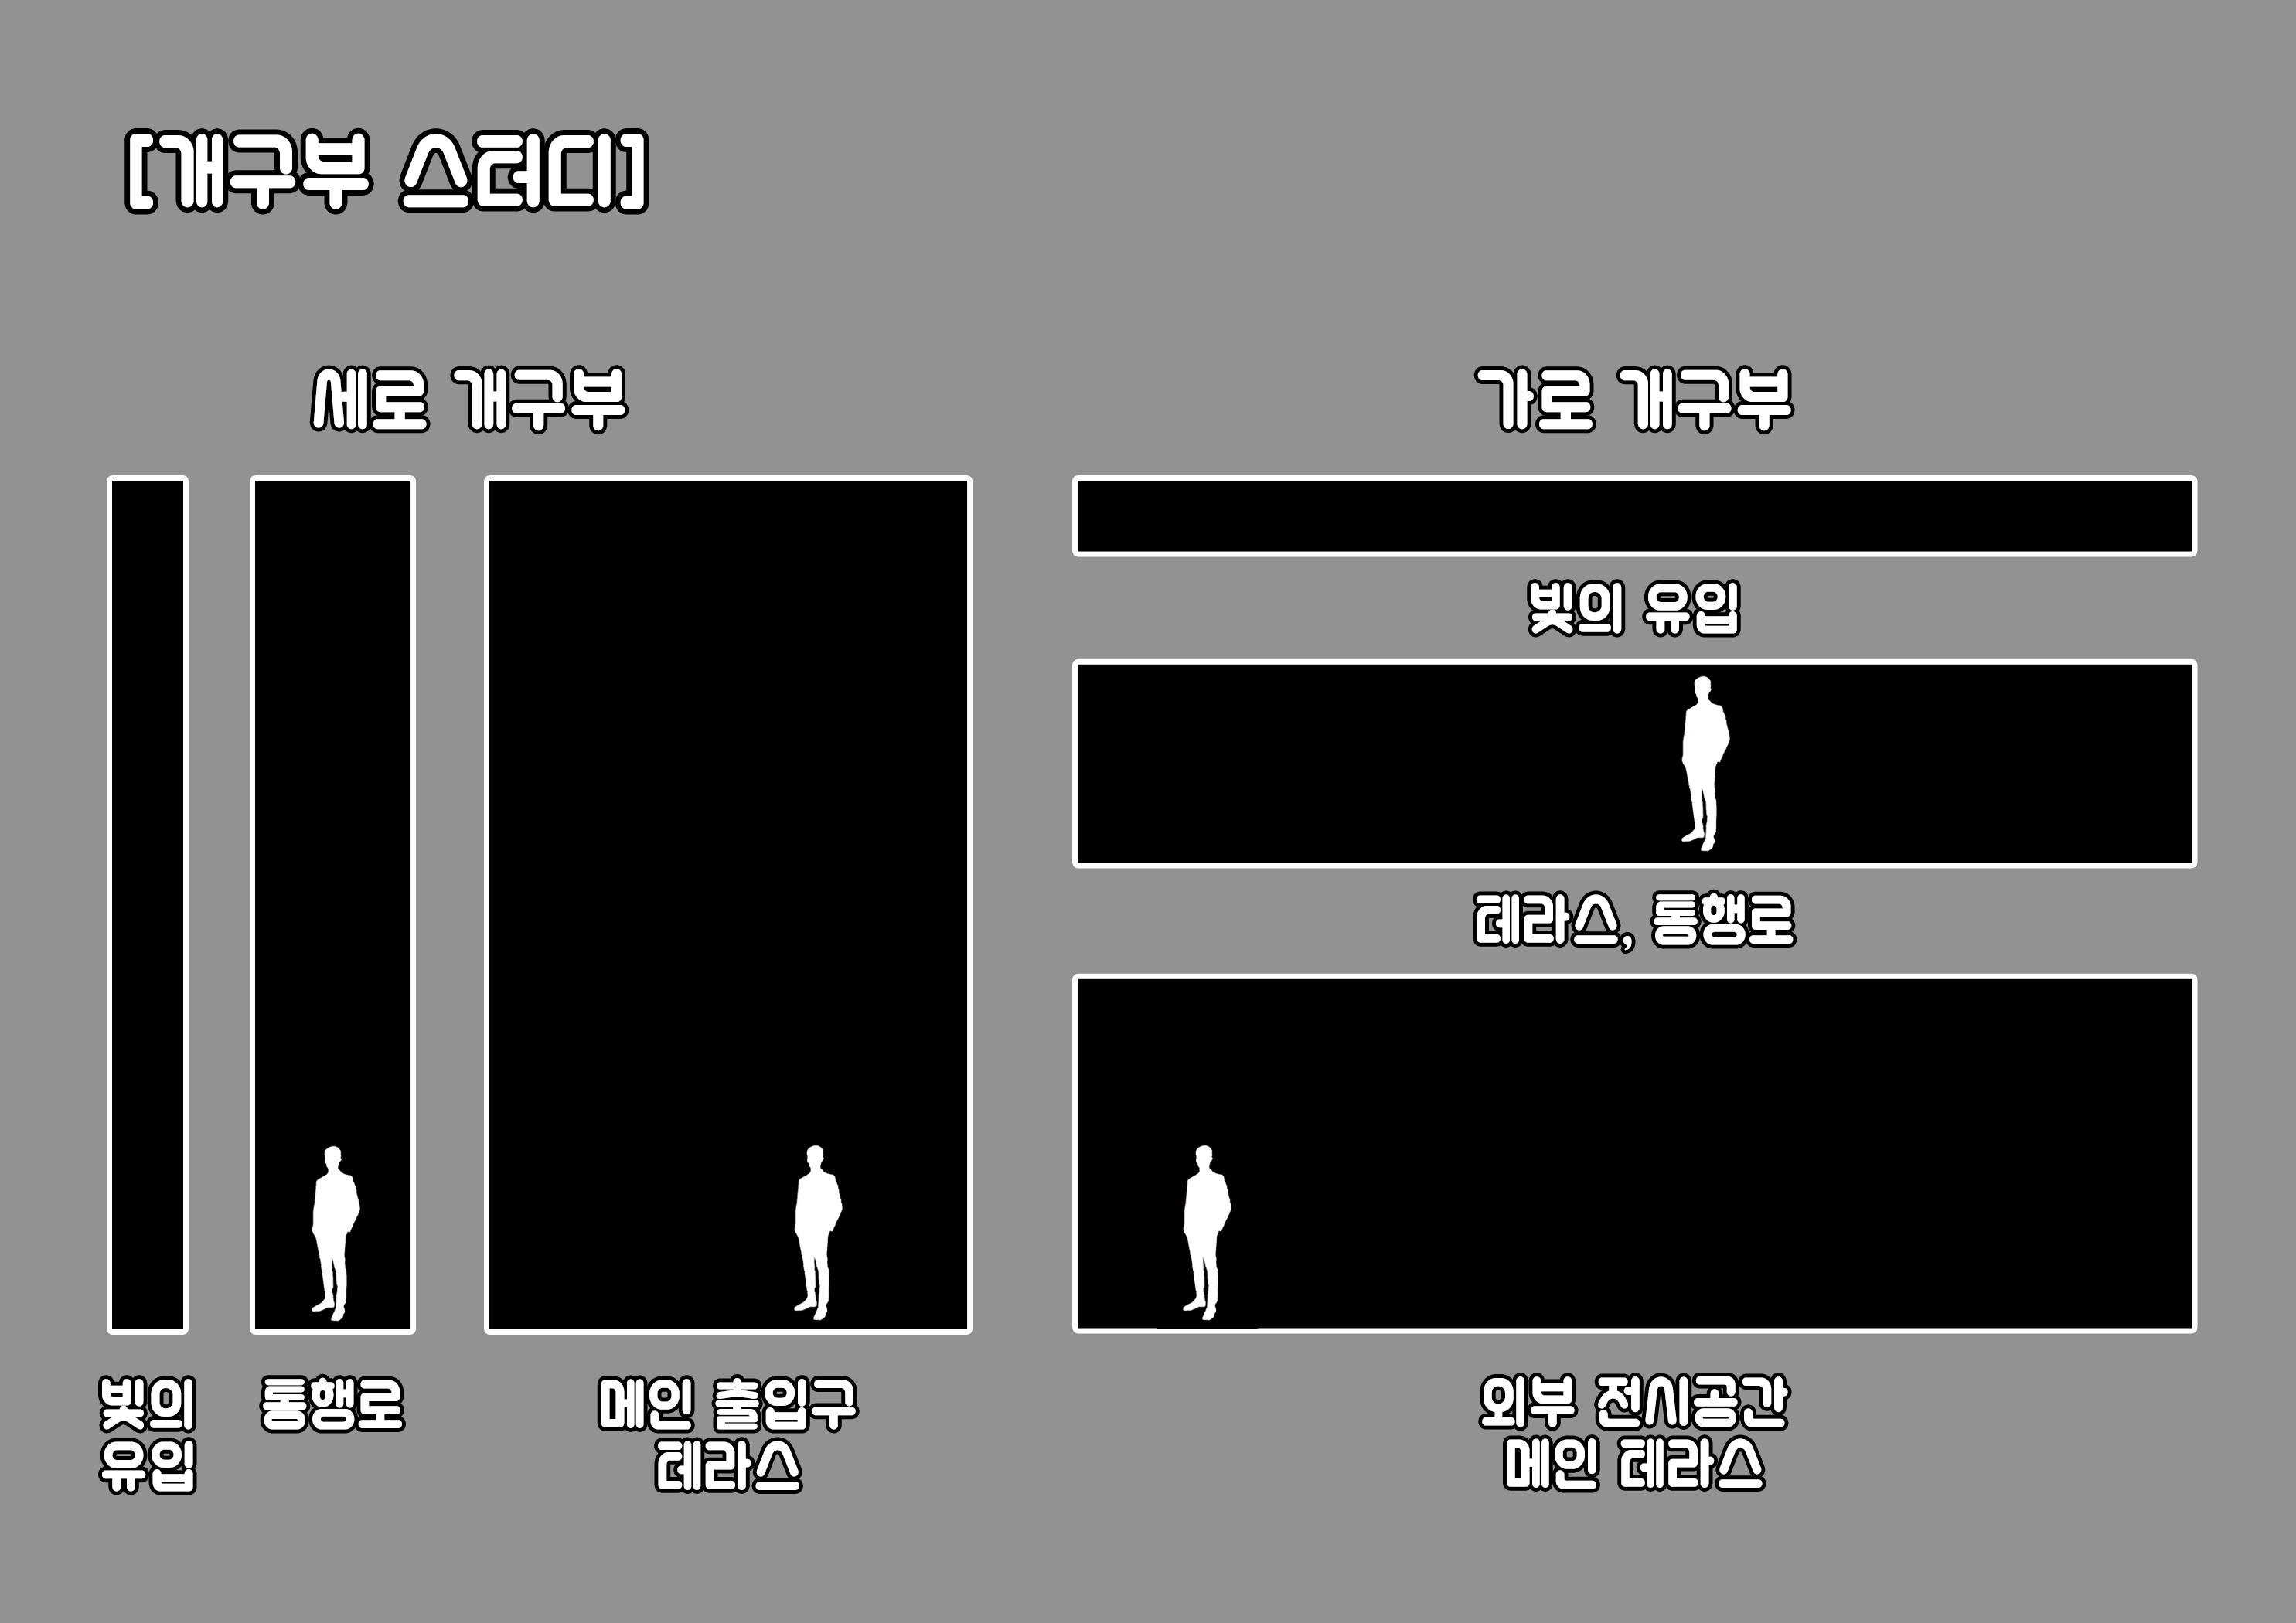 [개구부 스터디]
세로 개구부
가로 개구부
빛의 유입
테라스, 통행로
빛의
유입
통행로
메인 출입구
테라스
외부 전시공간
메인 테라스